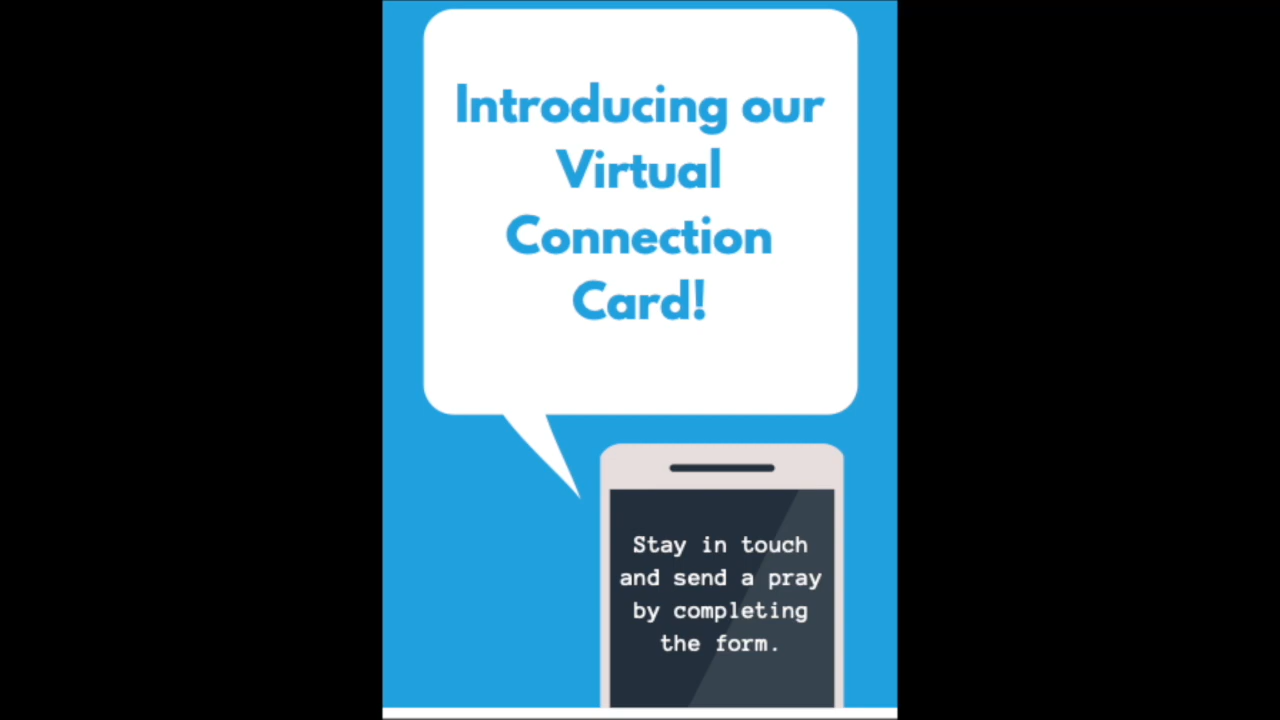 Introducing our
Virtual
Connection
Card!
Stay in touch
and send a pray
by completing
the form.